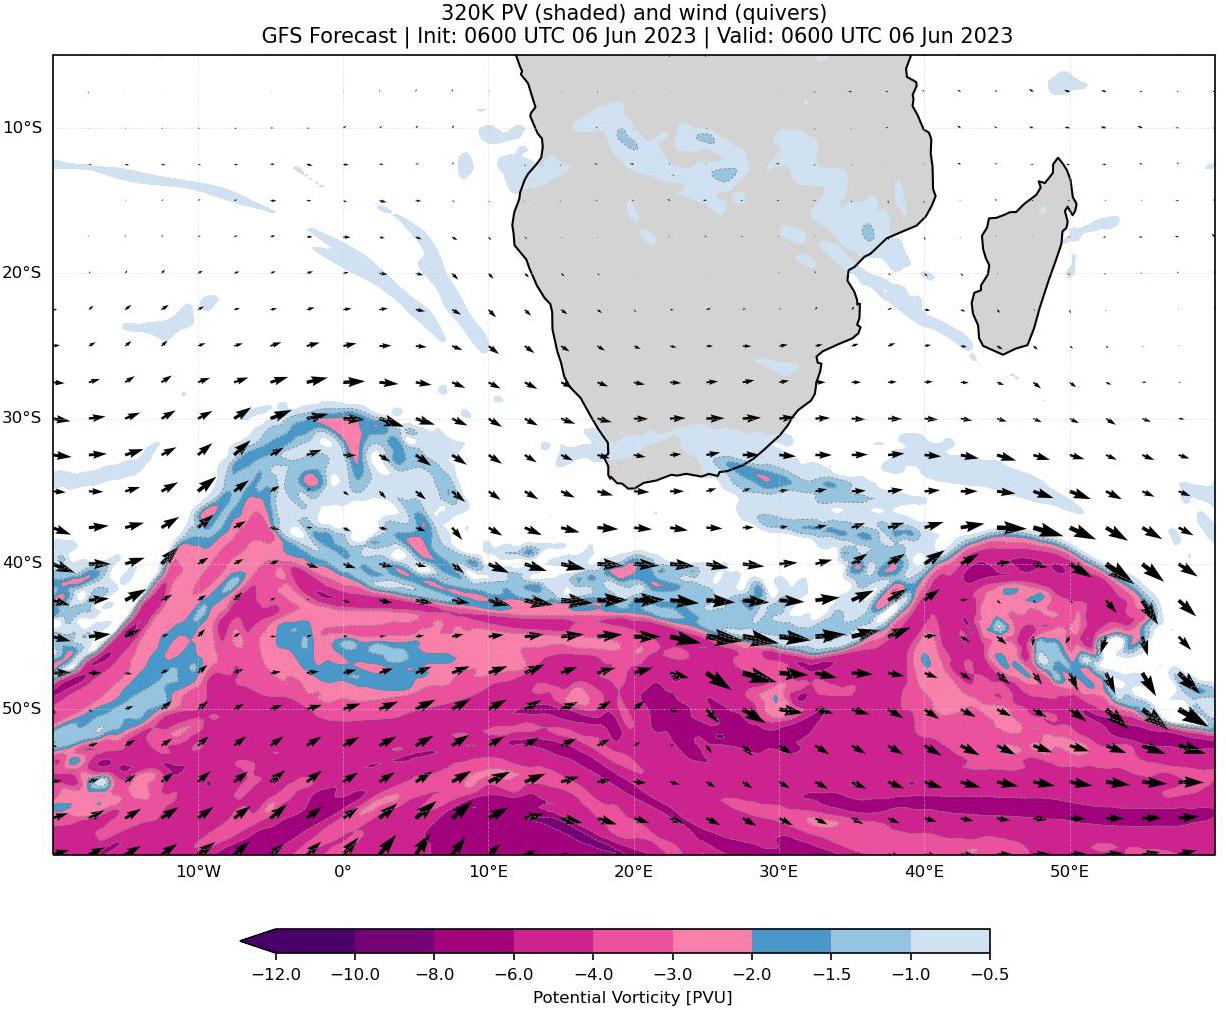 320K PV (shaded) and wind (quivers)
GFS Forecast | Init: 0600 UTC 06 Jun 2023 | Valid: 0600 UTC 06 Jun 2023
10°S
20°S
30°S
40°S
50°S
10°W 0° 10°E 20°E 30°E 40°E 50°E
−12.0 −10.0 −8.0 −6.0 −4.0 −3.0 −2.0 −1.5 −1.0 −0.5
Potential Vorticity [PVU]